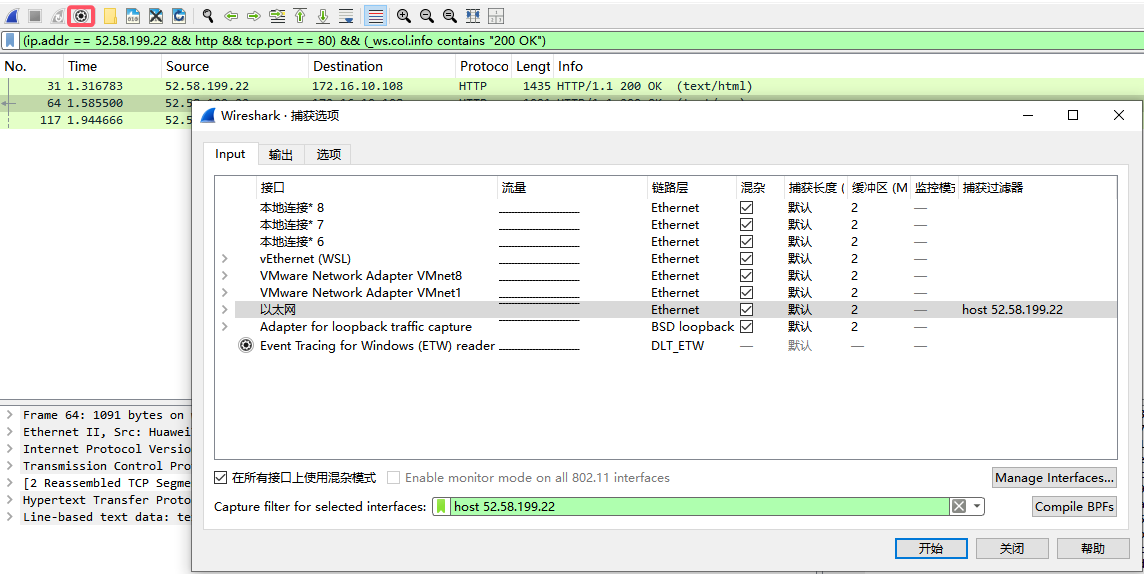 (ip.addr == 52.58.199.22 && http && tcp.port == 80) && (_ws.col.info contains "200 OK")
No. Time Source Destination Protoco Lengt Info
31 1.316783 52.58.199.22 172.16.10.108 HTTP 1435 HTTP/1.1 200 OK (text/html)
64 1.585500
117 1.944666 52.5
Wireshark · 捕获选项
Input 输出 选项
接口 流量 链路层 混杂 捕获长度 ( 缓冲区 (M 监控模式 捕获过滤器
本地连接* 8 Ethernet 默认 2 —
本地连接* 7 Ethernet 默认 2 —
本地连接* 6 Ethernet 默认 2 —
vEthernet (WSL) Ethernet 默认 2 —
VMware Network Adapter VMnet8 Ethernet 默认 2 —
VMware Network Adapter VMnet1 Ethernet 默认 2 —
以太网 Ethernet 默认 2 — host 52.58.199.22
Adapter for loopback traffic capture BSD loopback 默认 2 —
Event Tracing for Windows (ETW) reader DLT_ETW — 默认 — —
Frame 64: 1091 bytes on
Ethernet II, Src: Huawei
Internet Protocol Versio
Transmission Control Pro
[2 Reassembled TCP Segme
Hypertext Transfer Proto
Line-based text data: te
在所有接口上使用混杂模式 Enable monitor mode on all 802.11 interfaces
Manage Interfaces...
Capture filter for selected interfaces: host 52.58.199.22
Compile BPFs
开始 关闭 帮助